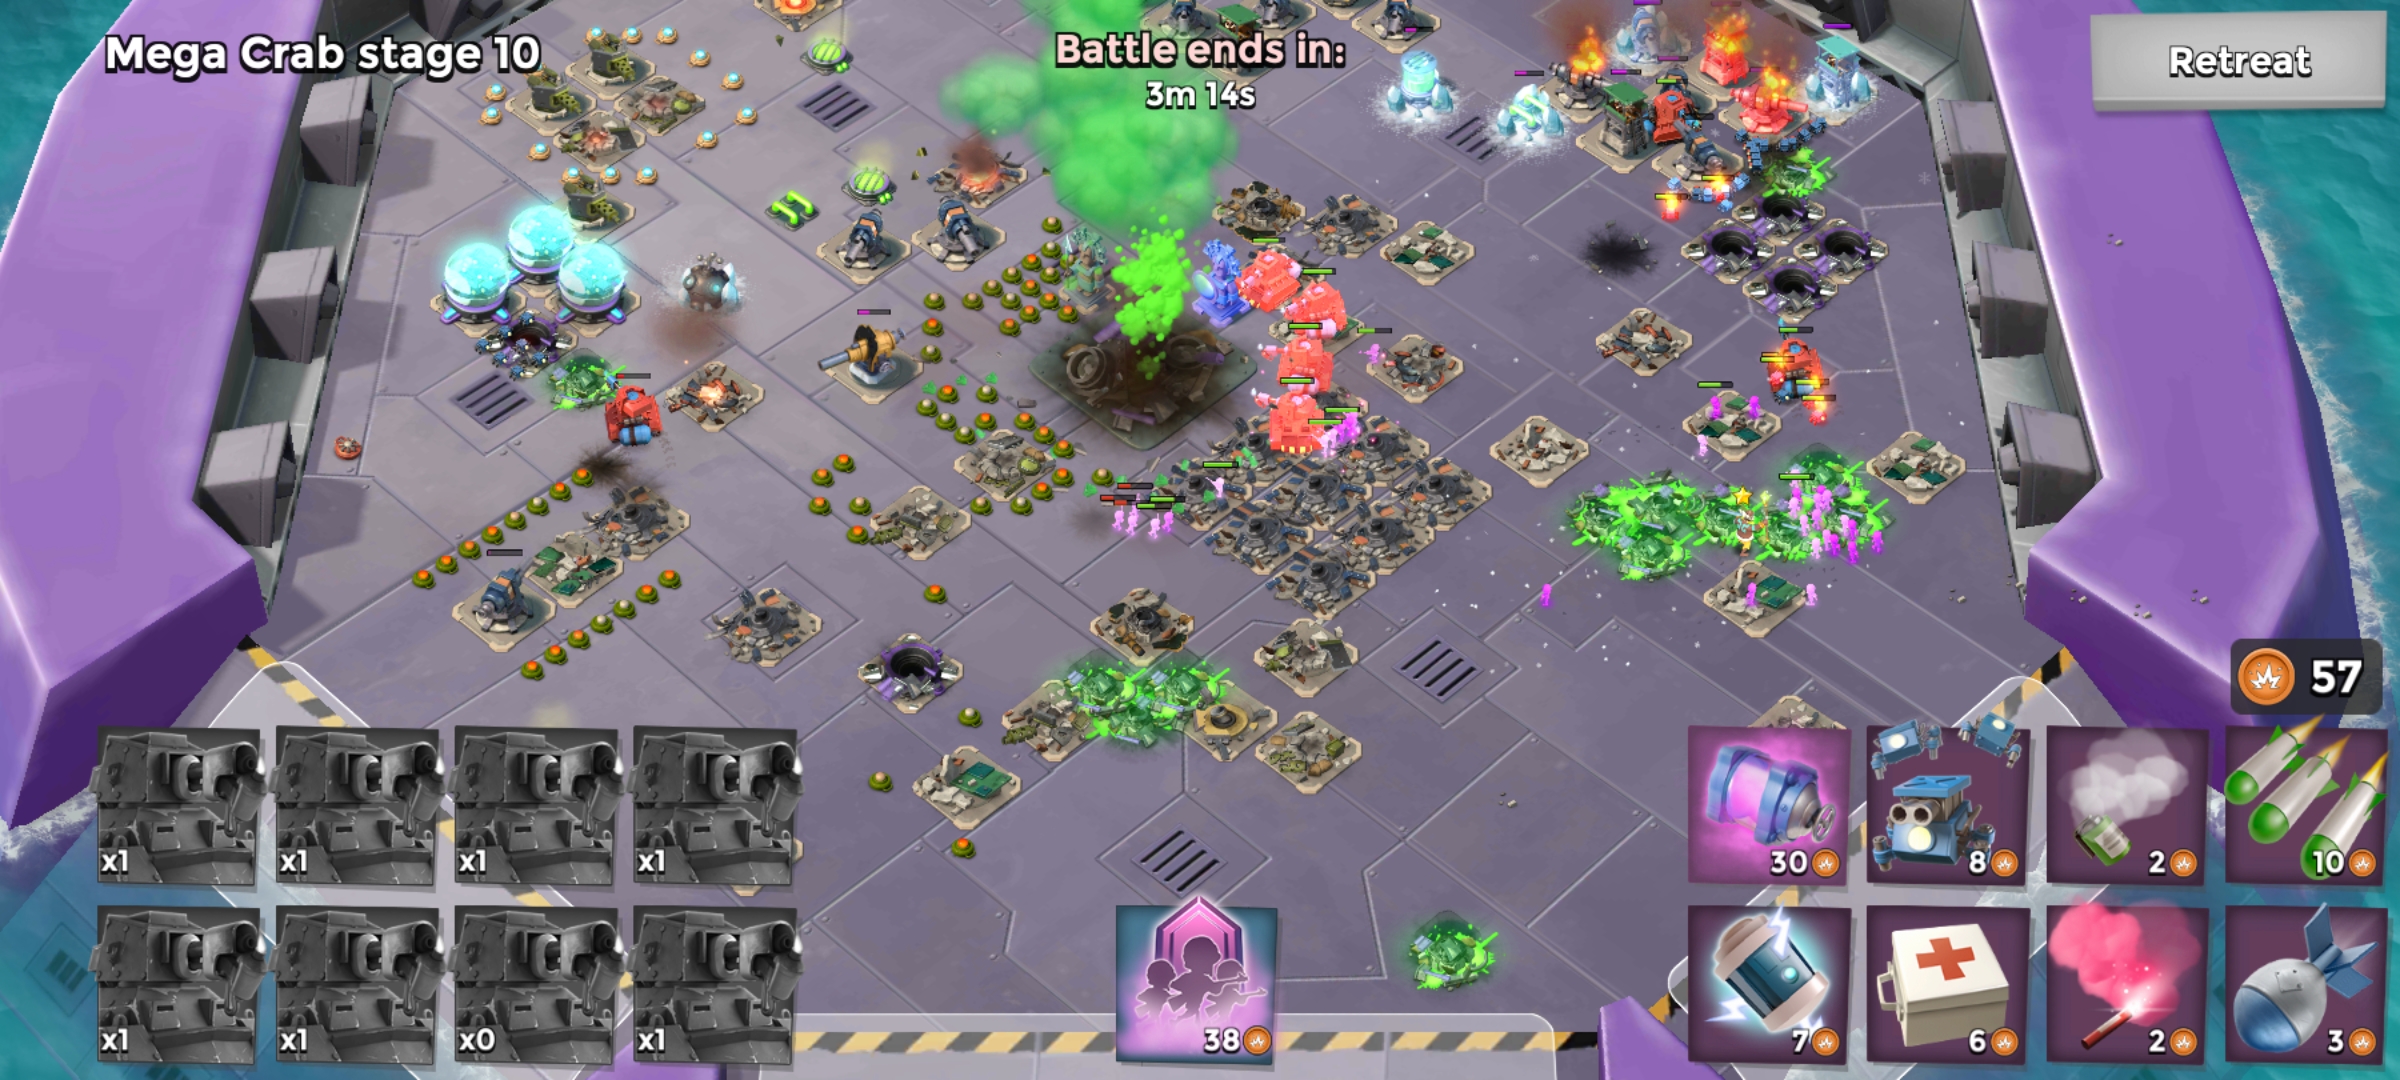 Mega Crab stage 10
Battle ends in:
3m 14s
Retreat
57
x1
x1
x1
x1
30
8
2
10
x1
x1
x0
x1
38
7
6
2
3